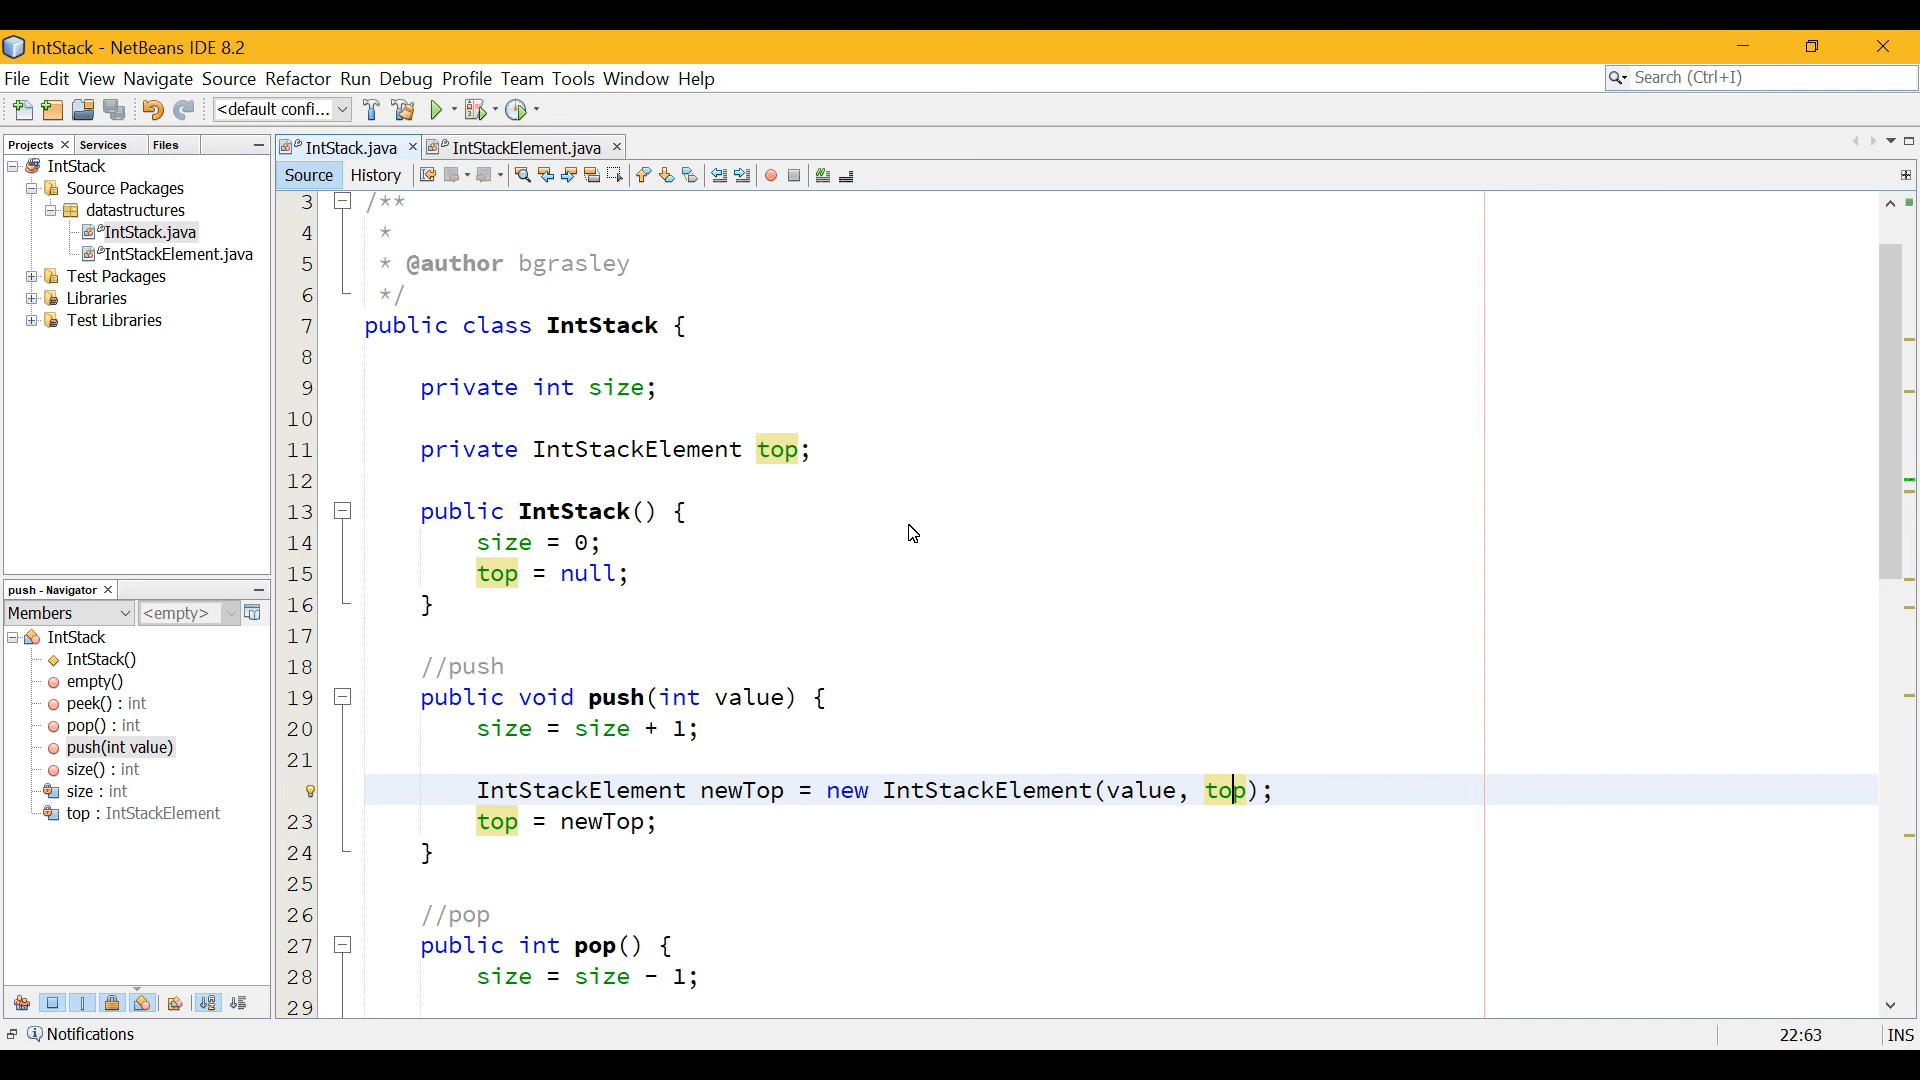 IntStack - NetBeans IDE 8.2
File Edit View Navigate Source Refactor Run Debug Profile Team Tools Window Help
Search (Ctrl+I)
<default confi...
Projects Services Files
IntStack
Source Packages
datastructures
IntStack.java
IntStackElement.java
Test Packages
Libraries
Test Libraries
push - Navigator
Members <empty>
IntStack
IntStack()
empty()
peek() : int
pop() : int
push(int value)
size() : int
size : int
top : IntStackElement
IntStack.java IntStackElement.java
Source History
3 /**
4 *
5 * @author bgrasley
6 */
7 public class IntStack {
8
9 private int size;
10
11 private IntStackElement top;
12
13 public IntStack() {
14 size = 0;
15 top = null;
16 }
17
18 //push
19 public void push(int value) {
20 size = size + 1;
21
IntStackElement newTop = new IntStackElement(value, top);
23 top = newTop;
24 }
25
26 //pop
27 public int pop() {
28 size = size - 1;
29
Notifications
22:63 INS